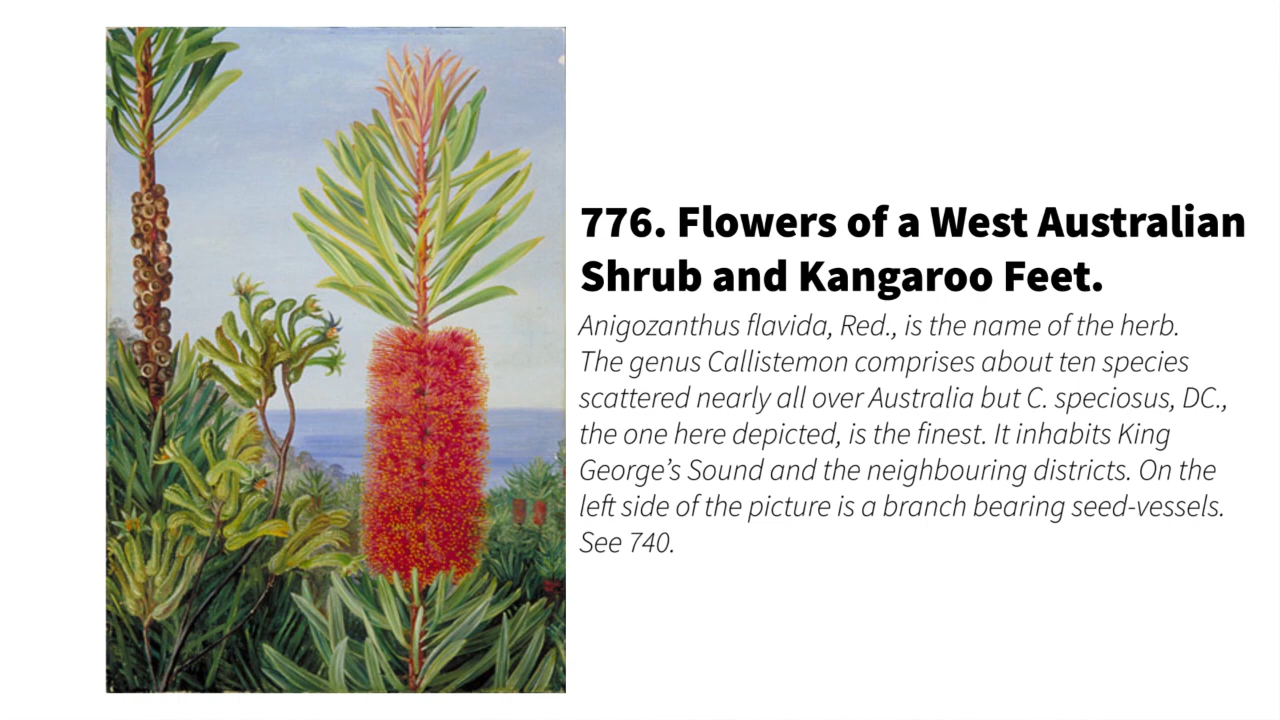 776. Flowers of a West Australian
Shrub and Kangaroo Feet.
Anigozanthus flavida, Red., is the name of the herb.
The genus Callistemon comprises about ten species
scattered nearly all over Australia but C. speciosus, DC.,
the one here depicted, is the finest. It inhabits King
George’s Sound and the neighbouring districts. On the
left side of the picture is a branch bearing seed-vessels.
See 740.